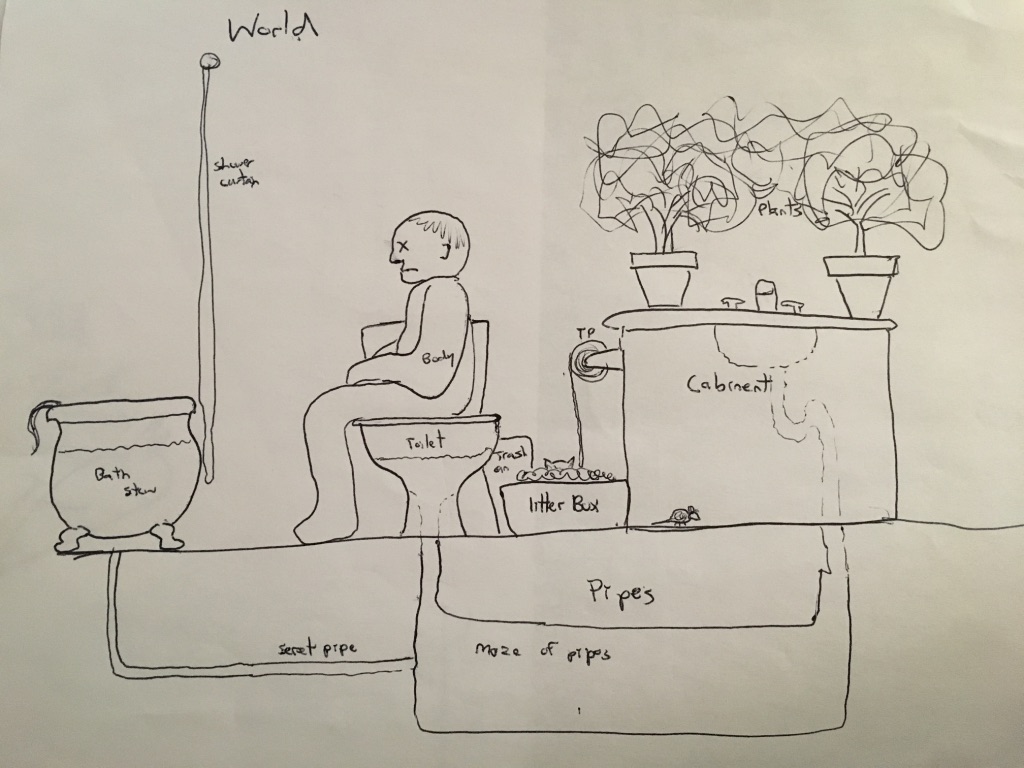 World
shower
curtain
plants
TP
Body
Cabinent
Toilet
Trash
can
Bath
stew
litter Box
Pipes
secret pipe
Maze of pipes